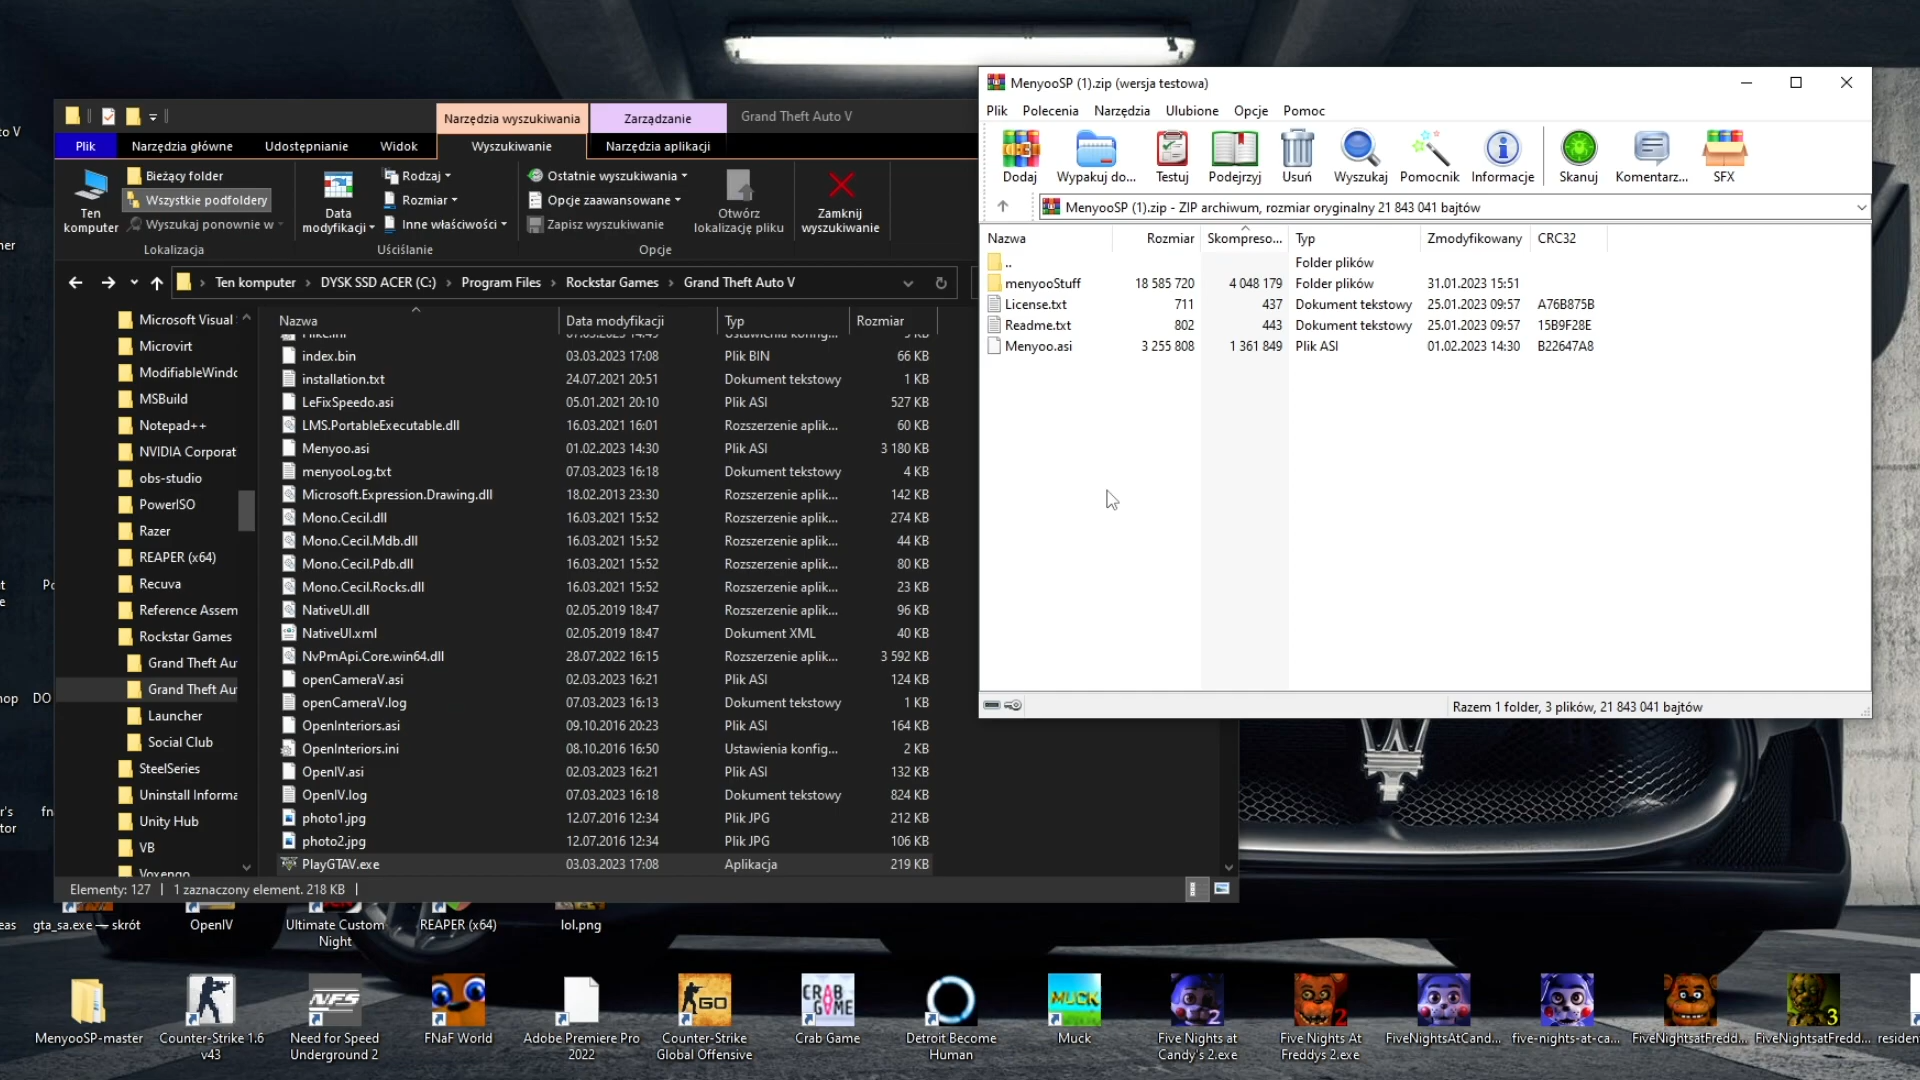 Narzędzia wyszukiwania
Zarządzanie
Grand Theft Auto V
Plik
Narzędzia główne
Udostępnianie
Widok
Wyszukiwanie
Narzędzia aplikacji
Ten komputer
Bieżący folder
Wszystkie podfoldery
Wyszukaj ponownie w
Lokalizacja
Data modyfikacji
Rodzaj
Rozmiar
Inne właściwości
Uściślanie
Ostatnie wyszukiwania
Opcje zaawansowane
Zapisz wyszukiwanie
Otwórz lokalizację pliku
Opcje
Zamknij wyszukiwanie
Ten komputer
DYSK SSD ACER (C:)
Program Files
Rockstar Games
Grand Theft Auto V
Microsoft Visual
Microvirt
ModifiableWindo
MSBuild
Notepad++
NVIDIA Corporat
obs-studio
PowerISO
Razer
REAPER (x64)
Recuva
Reference Assem
Rockstar Games
Grand Theft Au
Grand Theft Au
Launcher
Social Club
SteelSeries
Uninstall Informa
Unity Hub
VB
Voxengo
Nazwa Data modyfikacji Typ Rozmiar
index.bin 03.03.2023 17:08 Plik BIN 66 KB
installation.txt 24.07.2021 20:51 Dokument tekstowy 1 KB
LeFixSpeedo.asi 05.01.2021 20:10 Plik ASI 527 KB
LMS.PortableExecutable.dll 16.03.2021 16:01 Rozszerzenie aplik... 60 KB
Menyoo.asi 01.02.2023 14:30 Plik ASI 3 180 KB
menyooLog.txt 07.03.2023 16:18 Dokument tekstowy 4 KB
Microsoft.Expression.Drawing.dll 18.02.2013 23:30 Rozszerzenie aplik... 142 KB
Mono.Cecil.dll 16.03.2021 15:52 Rozszerzenie aplik... 274 KB
Mono.Cecil.Mdb.dll 16.03.2021 15:52 Rozszerzenie aplik... 44 KB
Mono.Cecil.Pdb.dll 16.03.2021 15:52 Rozszerzenie aplik... 80 KB
Mono.Cecil.Rocks.dll 16.03.2021 15:52 Rozszerzenie aplik... 23 KB
NativeUI.dll 02.05.2019 18:47 Rozszerzenie aplik... 96 KB
NativeUI.xml 02.05.2019 18:47 Dokument XML 40 KB
NvPmApi.Core.win64.dll 28.07.2022 16:15 Rozszerzenie aplik... 3 592 KB
openCameraV.asi 02.03.2023 16:21 Plik ASI 124 KB
openCameraV.log 07.03.2023 16:13 Dokument tekstowy 1 KB
OpenInteriors.asi 09.10.2016 20:23 Plik ASI 164 KB
OpenInteriors.ini 08.10.2016 16:50 Ustawienia konfig... 2 KB
OpenIV.asi 02.03.2023 16:21 Plik ASI 132 KB
OpenIV.log 07.03.2023 16:18 Dokument tekstowy 824 KB
photo1.jpg 12.07.2016 12:34 Plik JPG 212 KB
photo2.jpg 12.07.2016 12:34 Plik JPG 106 KB
PlayGTAV.exe 03.03.2023 17:08 Aplikacja 219 KB
Elementy: 127 | 1 zaznaczony element. 218 KB |
MenyooSP (1).zip (wersja testowa)
Plik Polecenia Narzędzia Ulubione Opcje Pomoc
Dodaj Wypakuj do... Testuj Podejrzyj Usuń Wyszukaj Pomocnik Informacje Skanuj Komentarz... SFX
MenyooSP (1).zip - ZIP archiwum, rozmiar oryginalny 21 843 041 bajtów
Nazwa Rozmiar Skompreso... Typ Zmodyfikowany CRC32
.. Folder plików
menyooStuff 18 585 720 4 048 179 Folder plików 31.01.2023 15:51
License.txt 711 437 Dokument tekstowy 25.01.2023 09:57 A76B875B
Readme.txt 802 443 Dokument tekstowy 25.01.2023 09:57 15B9F28E
Menyoo.asi 3 255 808 1 361 849 Plik ASI 01.02.2023 14:30 B22647A8
Razem 1 folder, 3 plików, 21 843 041 bajtów
gta_sa.exe — skrót
OpenIV
Ultimate Custom
Night
REAPER (x64)
lol.png
MenyooSP-master
Counter-Strike 1.6
v43
Need for Speed
Underground 2
FNaF World
Adobe Premiere Pro
2022
Counter-Strike
Global Offensive
Crab Game
Detroit Become
Human
Muck
Five Nights at
Candy's 2.exe
Five Nights At
Freddys 2.exe
FiveNightsAtCand...
five-nights-at-ca...
FiveNightsatFredd...
FiveNightsatFredd...
NFS
GO
CRAB
GAME
MUCK
2
2
3